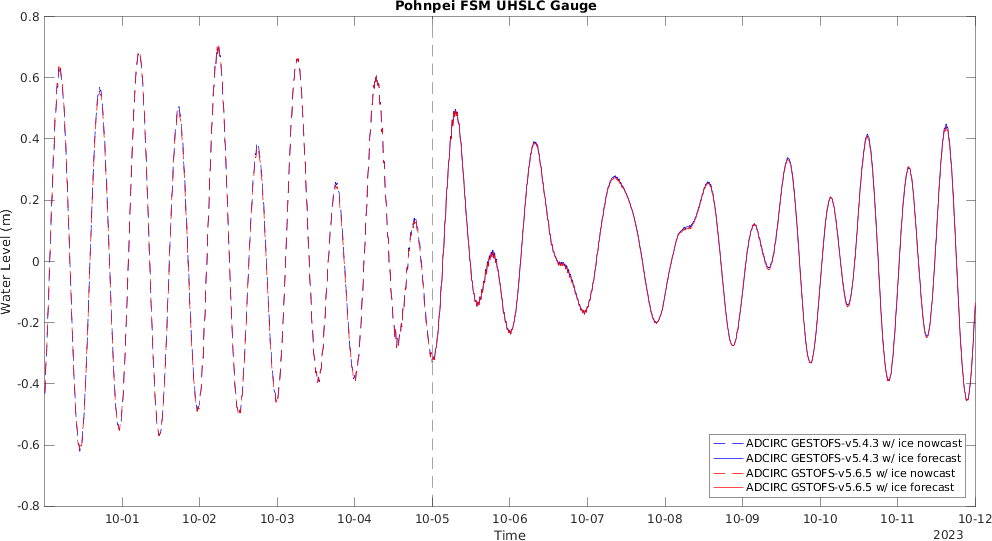 Pohnpei FSM UHSLC Gauge
Water Level (m)
0.8
0.6
0.4
0.2
0
-0.2
-0.4
-0.6
-0.8
ADCIRC GESTOFS-v5.4.3 w/ ice nowcast
ADCIRC GESTOFS-v5.4.3 w/ ice forecast
ADCIRC GSTOFS-v5.6.5 w/ ice nowcast
ADCIRC GSTOFS-v5.6.5 w/ ice forecast
10-01 10-02 10-03 10-04 10-05 10-06 10-07 10-08 10-09 10-10 10-11 10-12
Time
2023